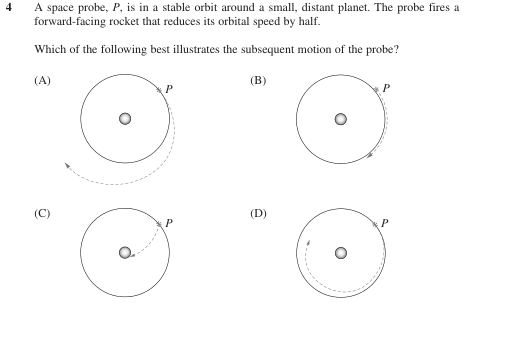 4 A space probe, P, is in a stable orbit around a small, distant planet. The probe fires a
forward-facing rocket that reduces its orbital speed by half.
Which of the following best illustrates the subsequent motion of the probe?
(A) P
(B) P
(C) P
(D) P